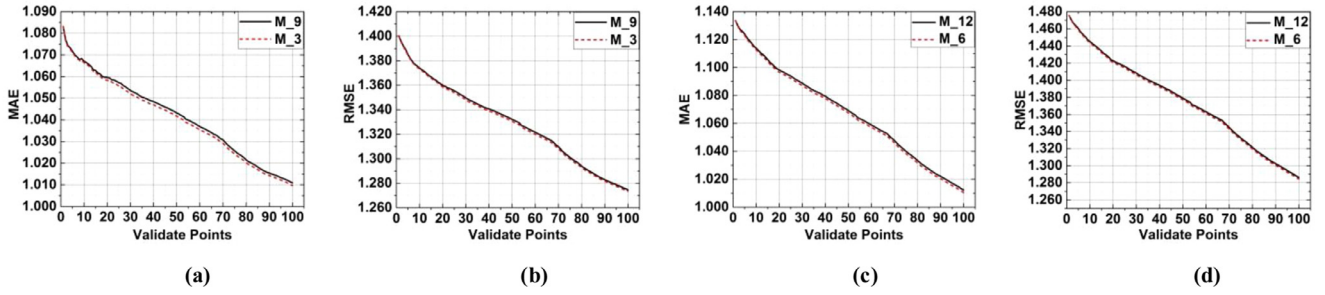 1.090
1.080
1.070
1.060
1.050
1.040
1.030
1.020
1.010
1.000
MAE
0 10 20 30 40 50 60 70 80 90 100
Validate Points
M_9
M_3
(a)
1.420
1.400
1.380
1.360
1.340
1.320
1.300
1.280
1.260
RMSE
0 10 20 30 40 50 60 70 80 90 100
Validate Points
M_9
M_3
(b)
1.140
1.120
1.100
1.080
1.060
1.040
1.020
1.000
MAE
0 10 20 30 40 50 60 70 80 90 100
Validate Points
M_12
M_6
(c)
1.480
1.460
1.440
1.420
1.400
1.380
1.360
1.340
1.320
1.300
1.280
1.260
RMSE
0 10 20 30 40 50 60 70 80 90 100
Validate Points
M_12
M_6
(d)